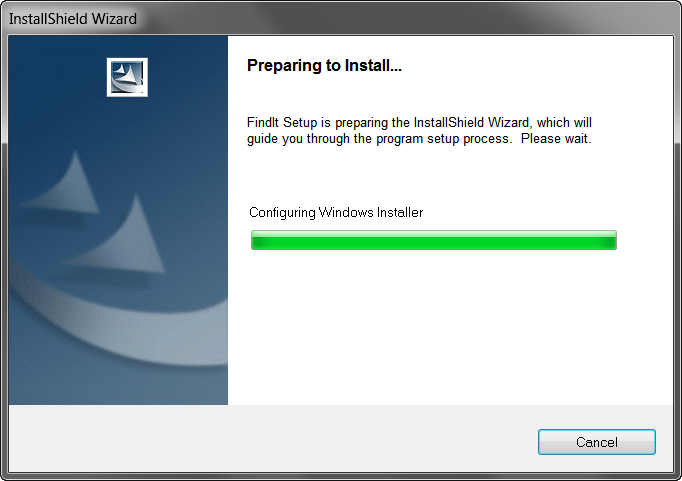 InstallShield Wizard
Preparing to Install...
FindIt Setup is preparing the InstallShield Wizard, which will
guide you through the program setup process.  Please wait.
Configuring Windows Installer
Cancel